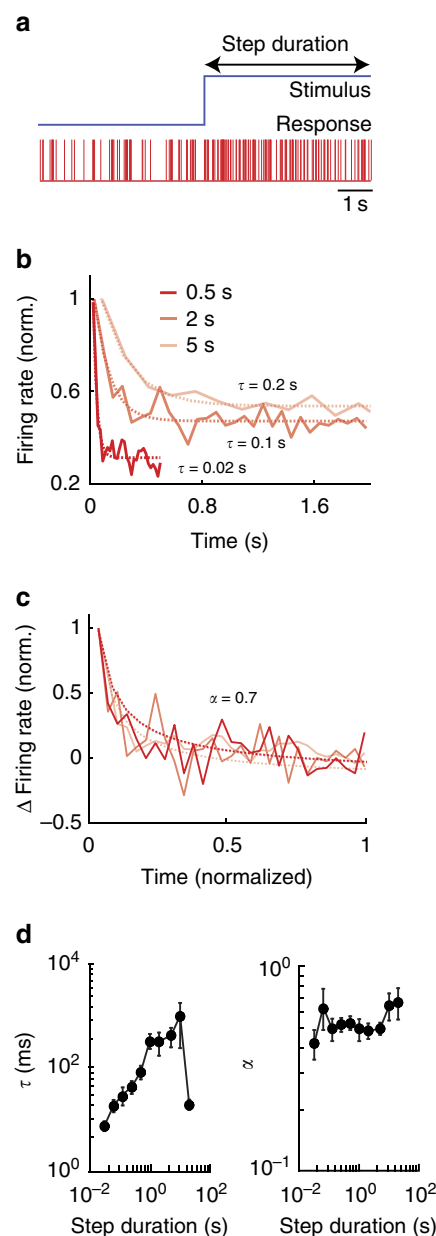 a
Step duration
Stimulus
Response
1 s
b
Firing rate (norm.)
1
0.6
0.2
0.5 s
2 s
5 s
τ = 0.2 s
τ = 0.1 s
τ = 0.02 s
0
0.8
1.6
Time (s)
c
Δ Firing rate (norm.)
1
0.5
0
−0.5
α = 0.7
0
0.5
1
Time (normalized)
d
τ (ms)
10⁴
10²
10⁰
10⁻²
10⁰
10²
Step duration (s)
α
10⁰
10⁻¹
10⁻²
10⁰
10²
Step duration (s)